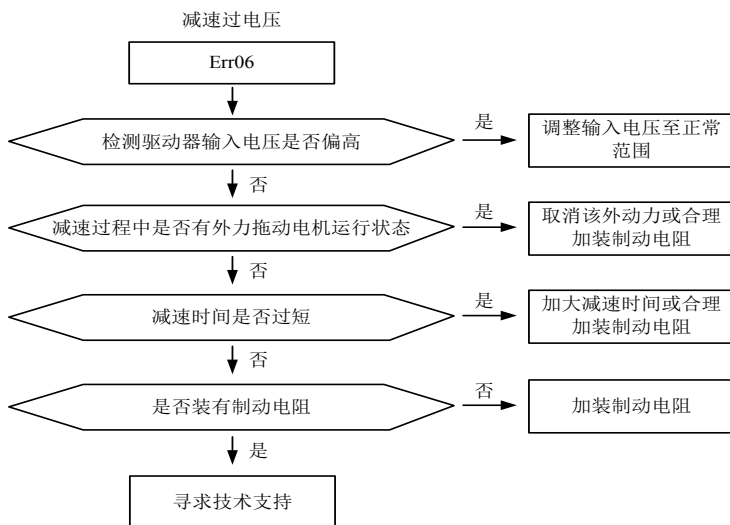 减速过电压
Err06
检测驱动器输入电压是否偏高
是
调整输入电压至正常
范围
否
减速过程中是否有外力拖动电机运行状态
是
取消该外动力或合理
加装制动电阻
否
减速时间是否过短
是
加大减速时间或合理
加装制动电阻
否
是否装有制动电阻
否
加装制动电阻
是
寻求技术支持